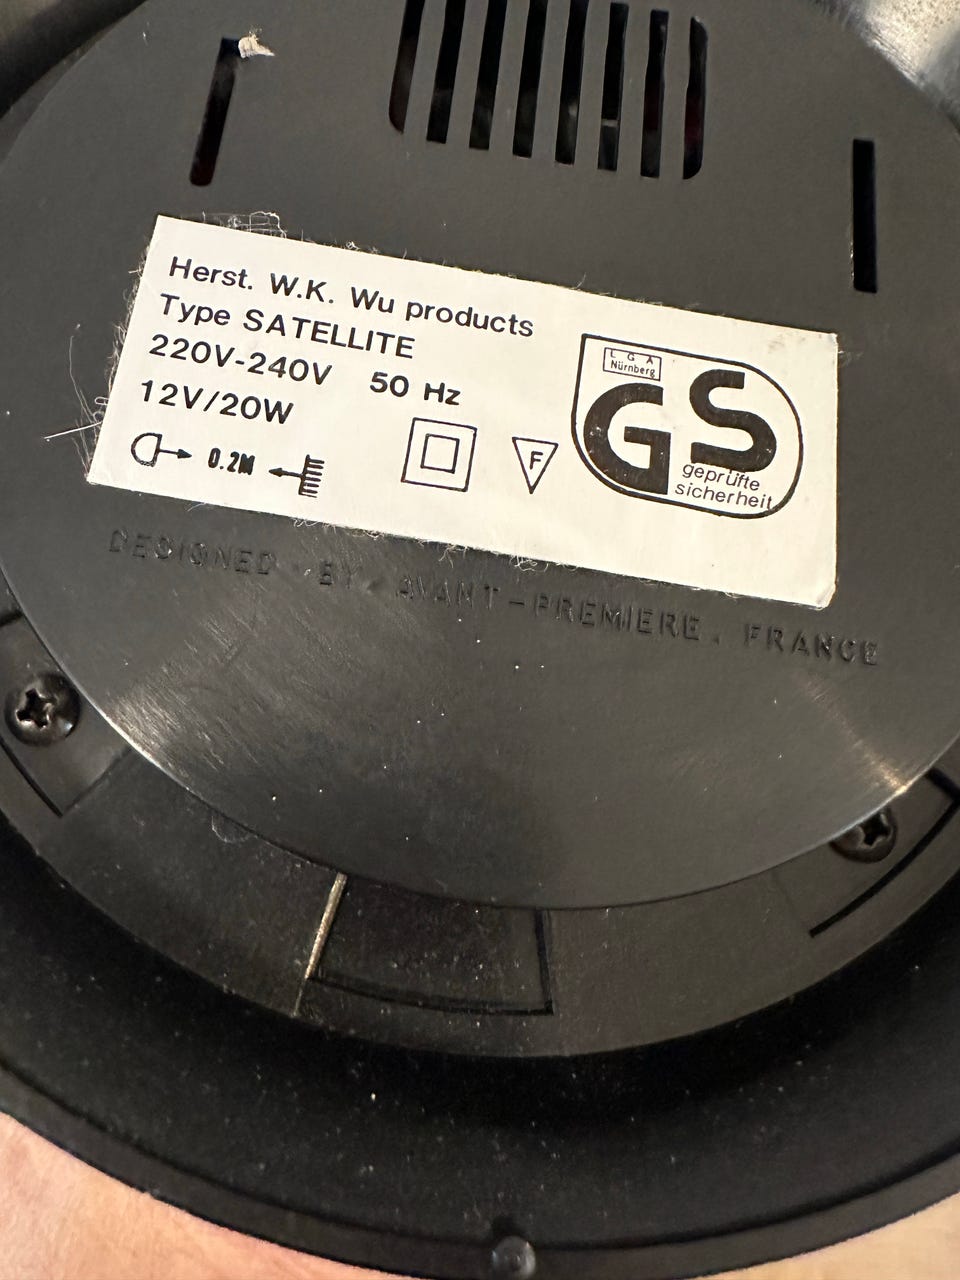 Herst. W.K. Wu products
Type SATELLITE
220V-240V 50 Hz
12V/20W
0.2M
F
LGA
Nürnberg
GS
geprüfte
sicherheit
DESIGNED BY AVANT-PREMIERE. FRANCE